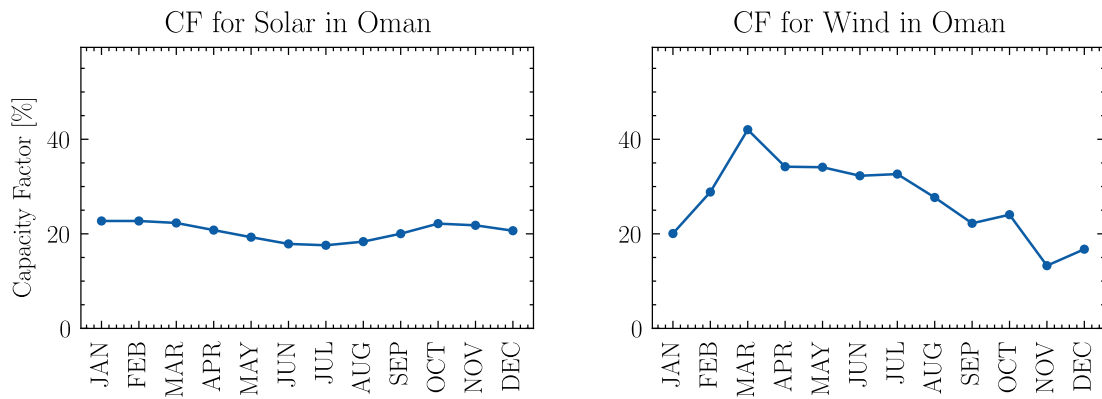 CF for Solar in Oman
Capacity Factor [%]
40
20
0
JAN
FEB
MAR
APR
MAY
JUN
JUL
AUG
SEP
OCT
NOV
DEC
CF for Wind in Oman
40
20
0
JAN
FEB
MAR
APR
MAY
JUN
JUL
AUG
SEP
OCT
NOV
DEC